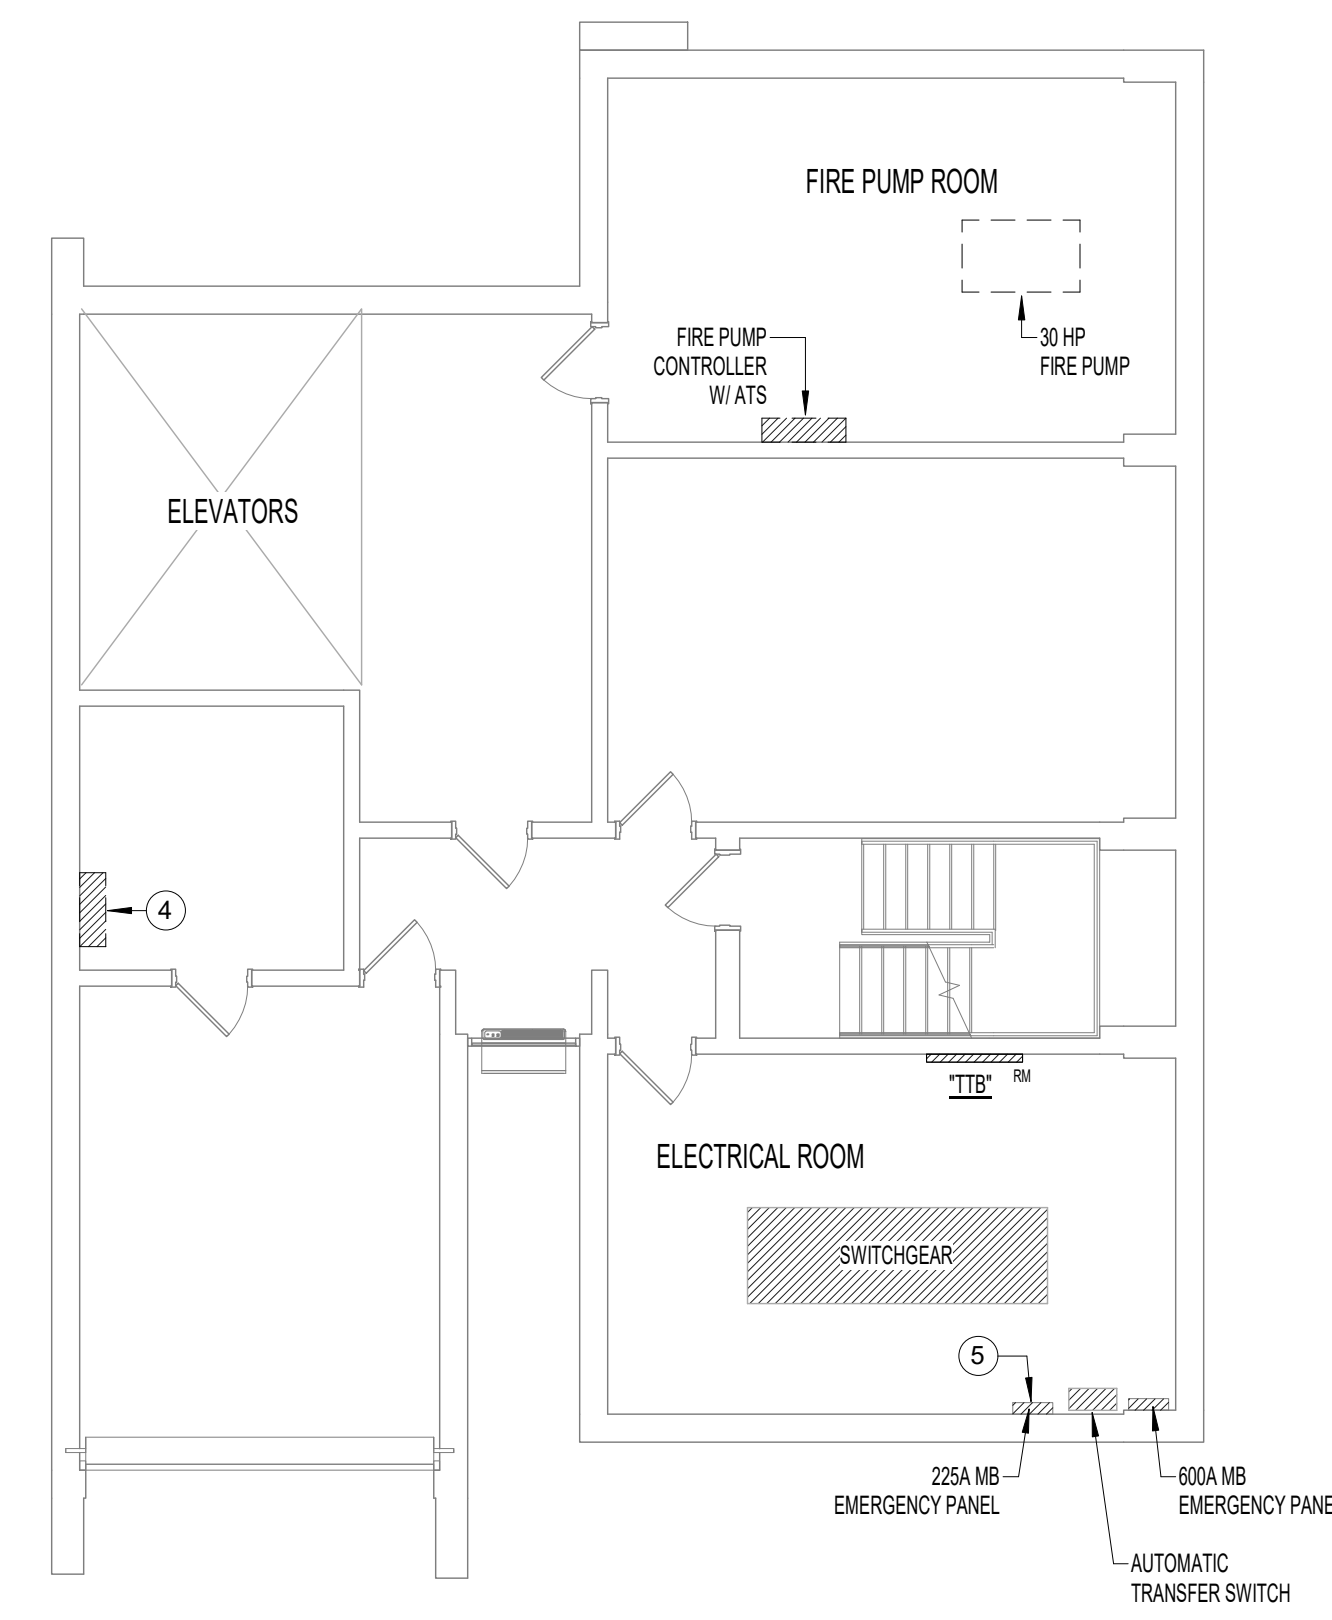 FIRE PUMP ROOM
FIRE PUMP
CONTROLLER
W/ ATS
30 HP
FIRE PUMP
ELEVATORS
4
"TTB"
RM
ELECTRICAL ROOM
SWITCHGEAR
5
225A MB
EMERGENCY PANEL
600A MB
EMERGENCY PANE
AUTOMATIC
TRANSFER SWITCH